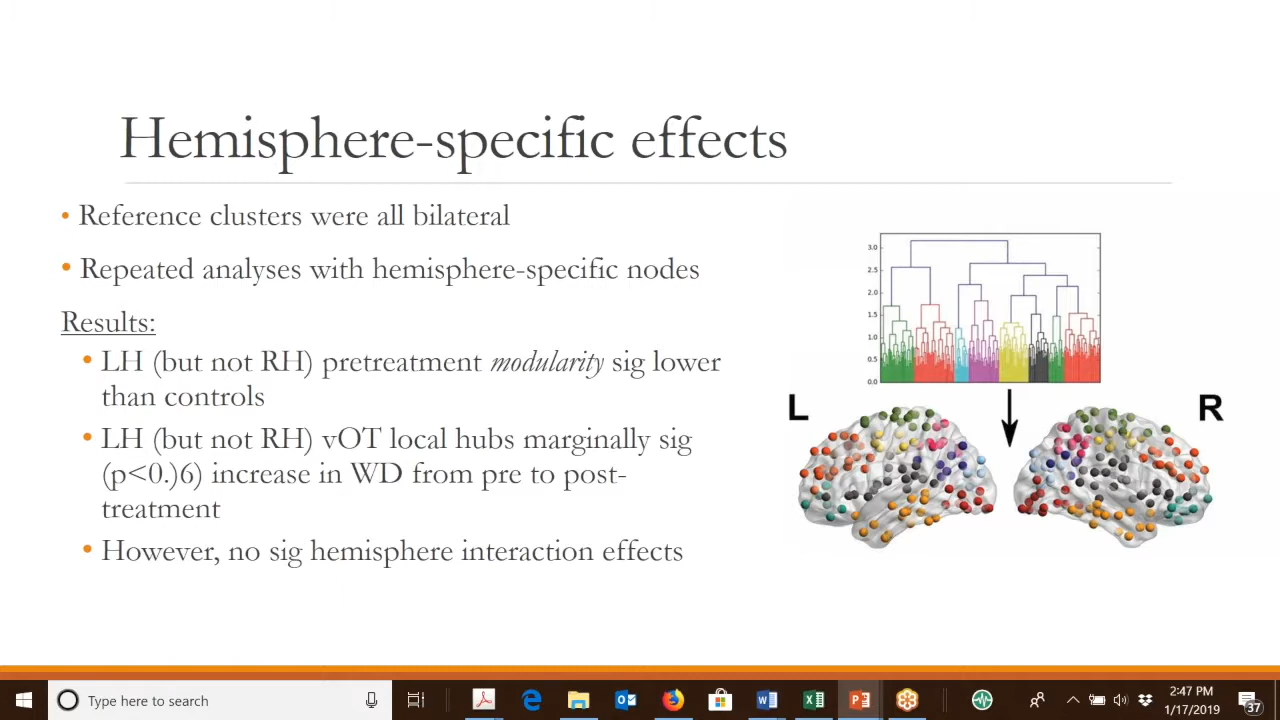 Hemisphere-specific effects
• Reference clusters were all bilateral
• Repeated analyses with hemisphere-specific nodes
Results:
• LH (but not RH) pretreatment modularity sig lower
than controls
• LH (but not RH) vOT local hubs marginally sig
(p<0.)6) increase in WD from pre to post-
treatment
• However, no sig hemisphere interaction effects
3.0
2.5
2.0
1.5
1.0
0.5
0.0
L
R
Type here to search
2:47 PM
1/17/2019
37